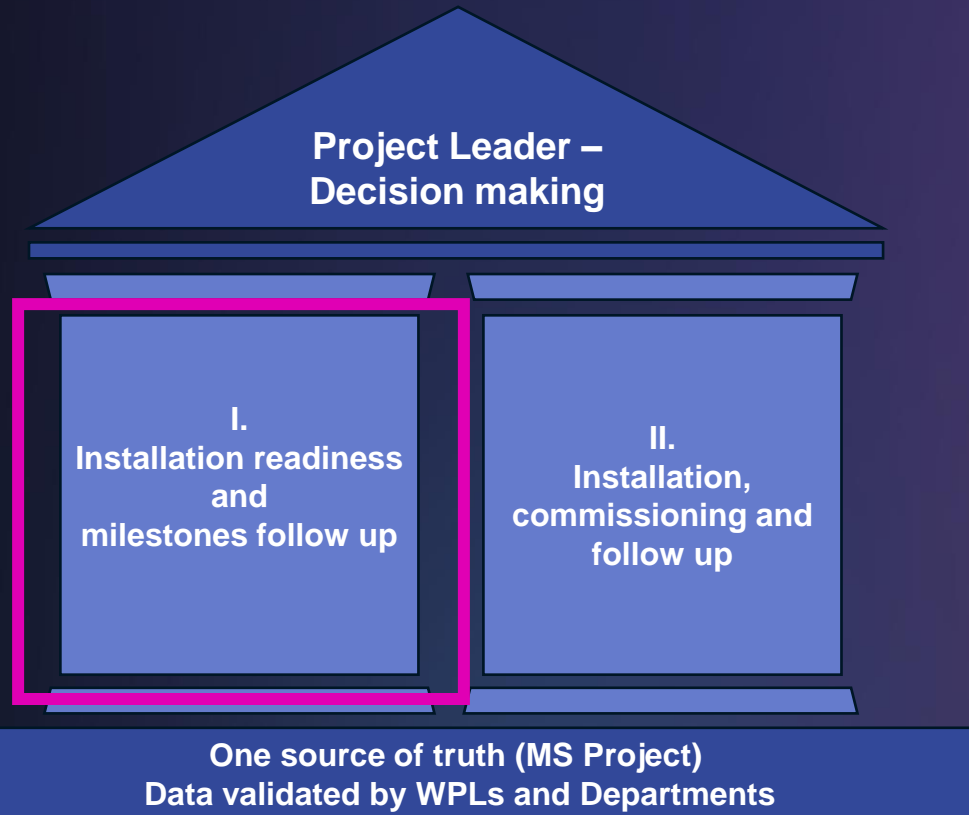 Project Leader –
Decision making
I.
Installation readiness
and
milestones follow up
II.
Installation,
commissioning and
follow up
One source of truth (MS Project)
Data validated by WPLs and Departments